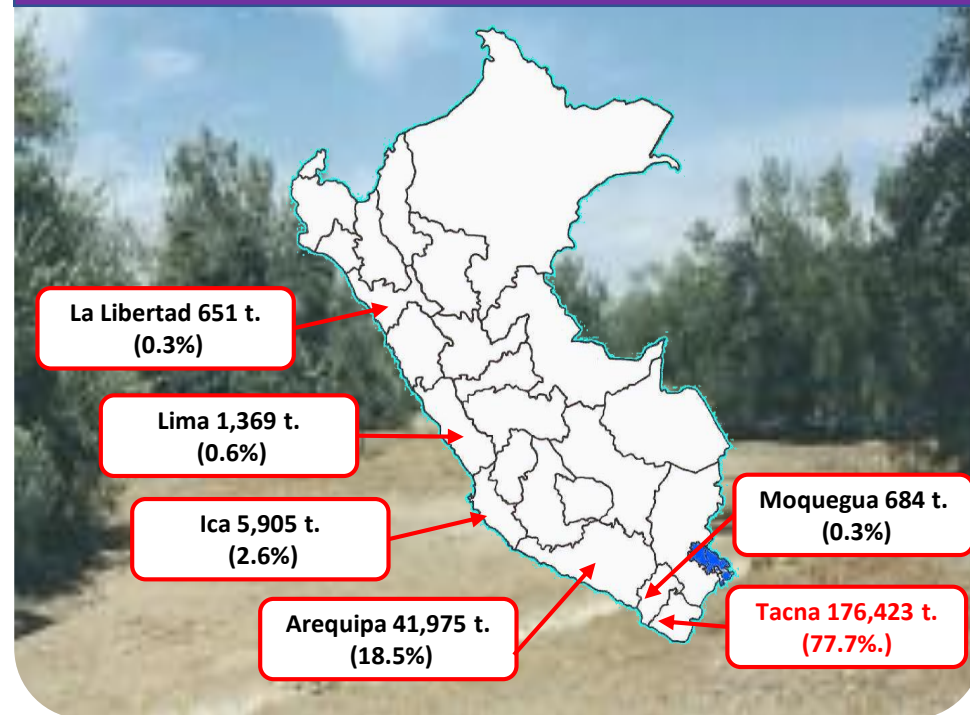 La Libertad 651 t.
(0.3%)
Lima 1,369 t.
(0.6%)
Ica 5,905 t.
(2.6%)
Moquegua 684 t.
(0.3%)
Arequipa 41,975 t.
(18.5%)
Tacna 176,423 t.
(77.7%.)